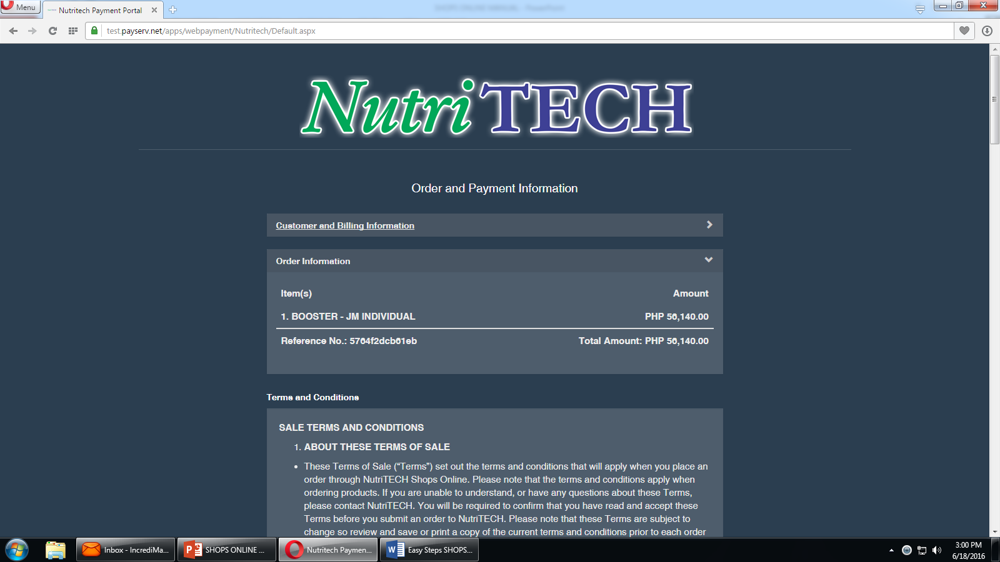 Menu
Nutritech Payment Portal
test.payserv.net/apps/webpayment/Nutritech/Default.aspx
NutriTECH
Order and Payment Information
Customer and Billing Information
Order Information
Item(s) Amount
1. BOOSTER - JM INDIVIDUAL PHP 56,140.00
Reference No.: 5764f2dcb61eb Total Amount: PHP 56,140.00
Terms and Conditions
SALE TERMS AND CONDITIONS
1. ABOUT THESE TERMS OF SALE
• These Terms of Sale (“Terms”) set out the terms and conditions that will apply when you place an
order through NutriTECH Shops Online. Please note that the terms and conditions apply when
ordering products. If you are unable to understand, or have any questions about these Terms,
please contact NutriTECH. You will be required to confirm that you have read and accept these
Terms before you submit an order to NutriTECH. Please note that these Terms are subject to
change so review and save or print a copy of the current terms and conditions prior to each order
Inbox - IncrediMa...
SHOPS ONLINE ...
Nutritech Paymen...
Easy Steps SHOPS...
3:00 PM
6/18/2016